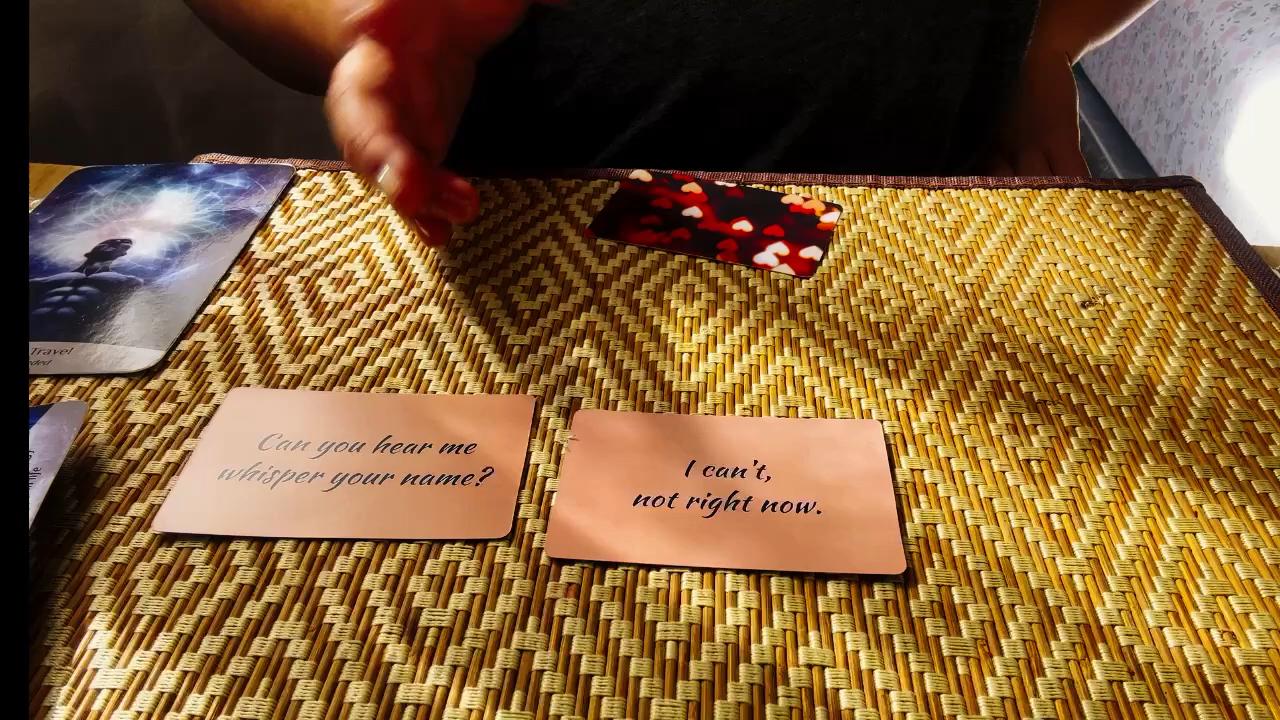 Travel
Can you hear me
whisper your name?
I can't,
not right now.